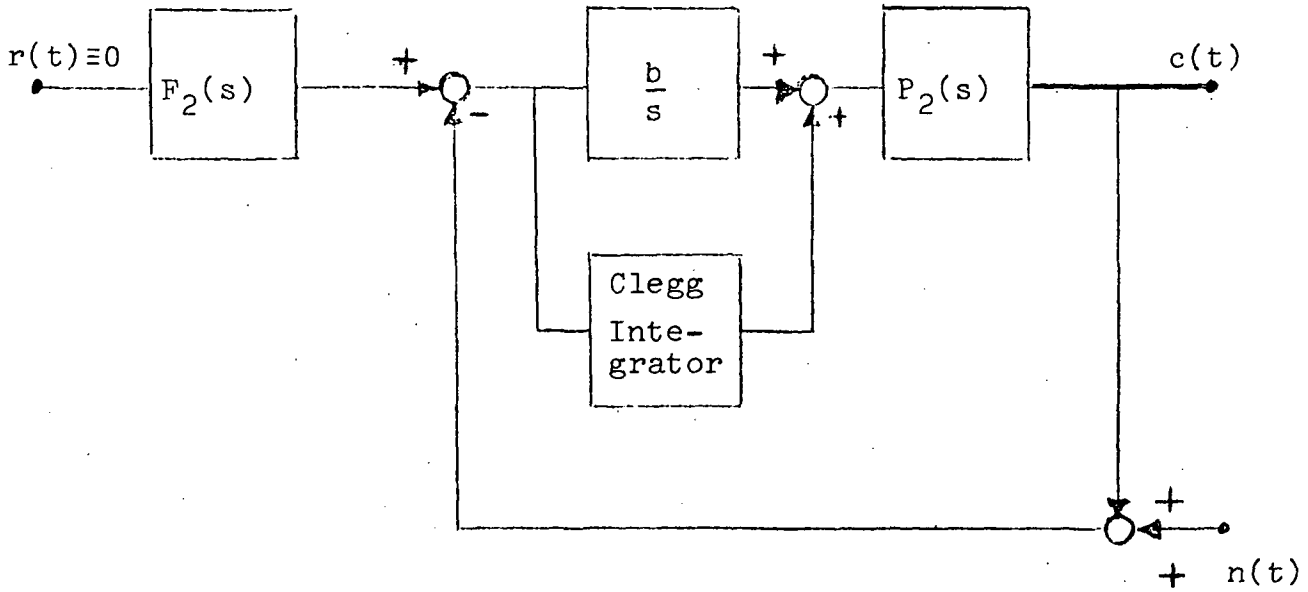 r(t)≡0
F₂(s)
+
-
b
s
+
+
P₂(s)
c(t)
Clegg
Inte-
grator
+
+
n(t)